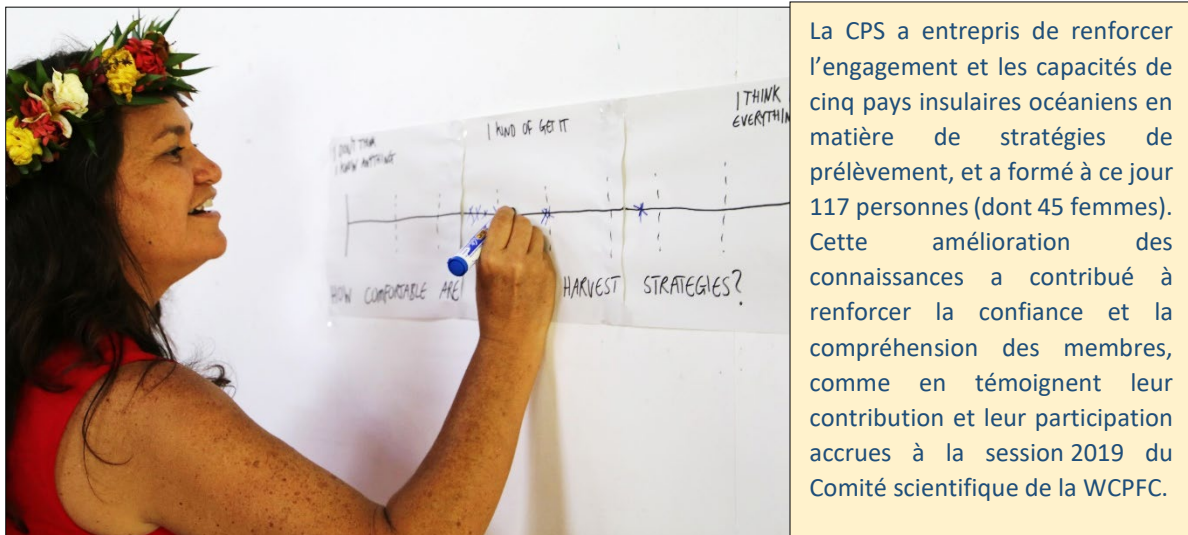 I DON'T THINK
I KNOW ANYTHING
I KIND OF GET IT
I THINK
EVERYTHIN
HOW COMFORTABLE ARE
HARVEST STRATEGIES?
La CPS a entrepris de renforcer
l'engagement et les capacités de
cinq pays insulaires océaniens en
matière de stratégies de
prélèvement, et a formé à ce jour
117 personnes (dont 45 femmes).
Cette amélioration des
connaissances a contribué à
renforcer la confiance et la
compréhension des membres,
comme en témoignent leur
contribution et leur participation
accrues à la session 2019 du
Comité scientifique de la WCPFC.